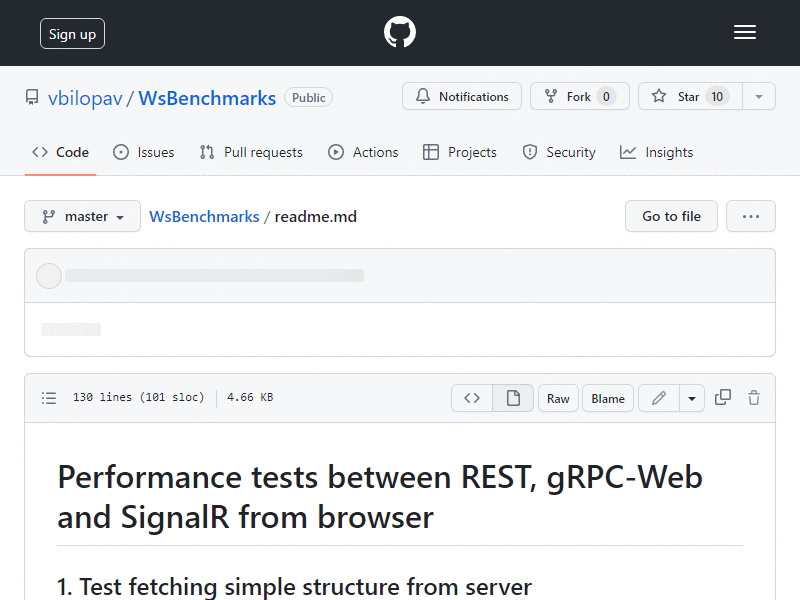 Sign up
vbilopav / WsBenchmarks Public
Notifications
Fork 0
Star 10
Code
Issues
Pull requests
Actions
Projects
Security
Insights
master
WsBenchmarks / readme.md
Go to file
130 lines (101 sloc) 4.66 KB
Raw
Blame
Performance tests between REST, gRPC-Web
and SignalR from browser
1. Test fetching simple structure from server